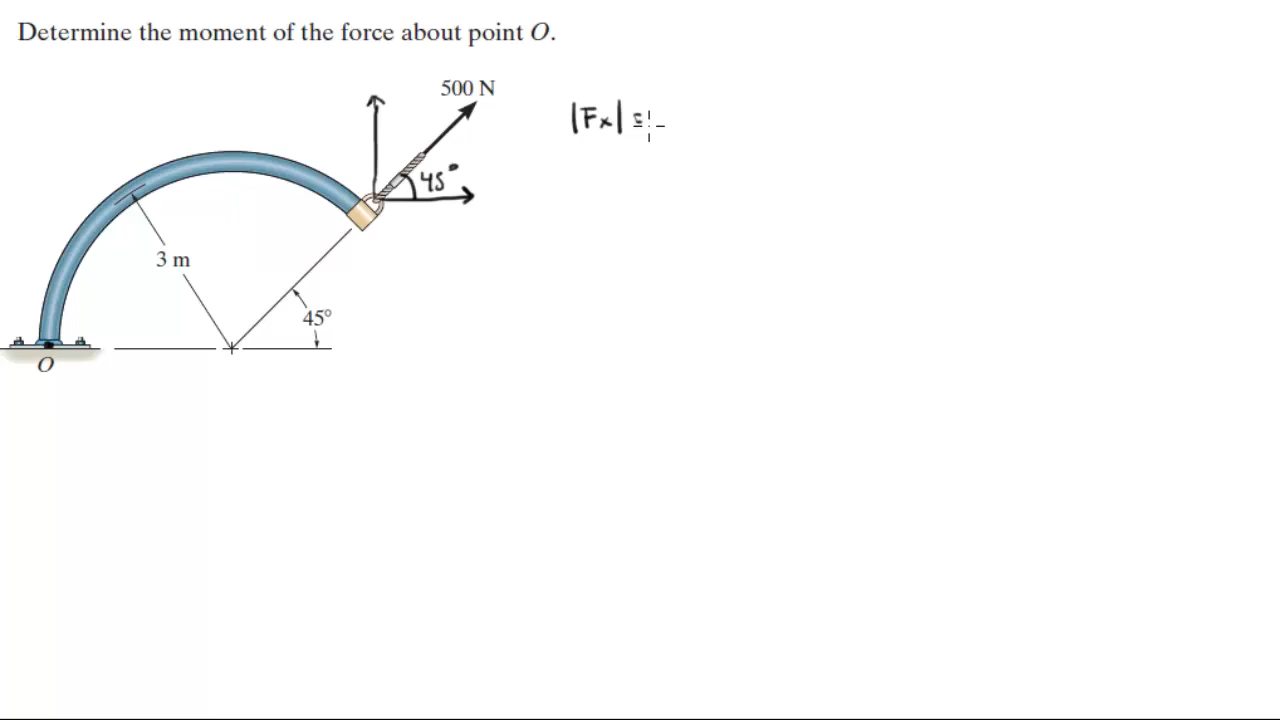 Determine the moment of the force about point O.
500 N
|Fx| =
45°
3 m
45°
O